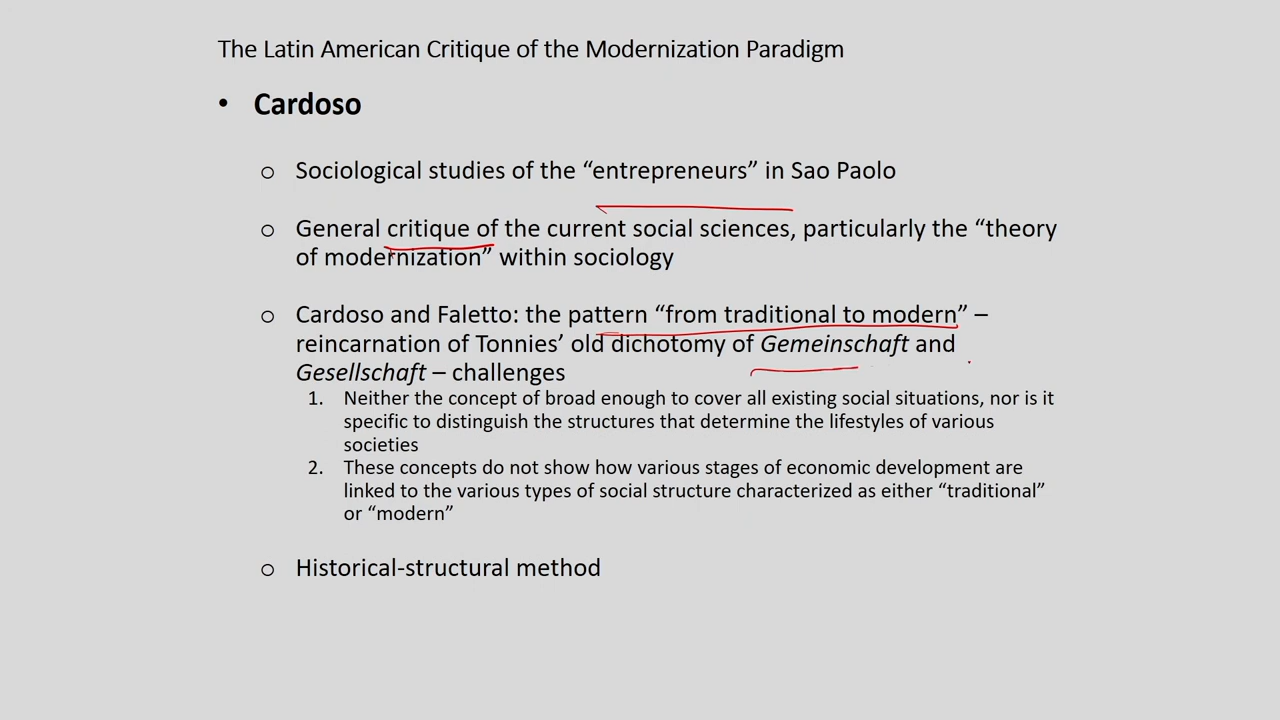 The Latin American Critique of the Modernization Paradigm
• Cardoso
o Sociological studies of the “entrepreneurs” in Sao Paolo
o General critique of the current social sciences, particularly the “theory
of modernization” within sociology
o Cardoso and Faletto: the pattern “from traditional to modern” –
reincarnation of Tonnies’ old dichotomy of Gemeinschaft and
Gesellschaft – challenges
1. Neither the concept of broad enough to cover all existing social situations, nor is it
specific to distinguish the structures that determine the lifestyles of various
societies
2. These concepts do not show how various stages of economic development are
linked to the various types of social structure characterized as either “traditional”
or “modern”
o Historical-structural method